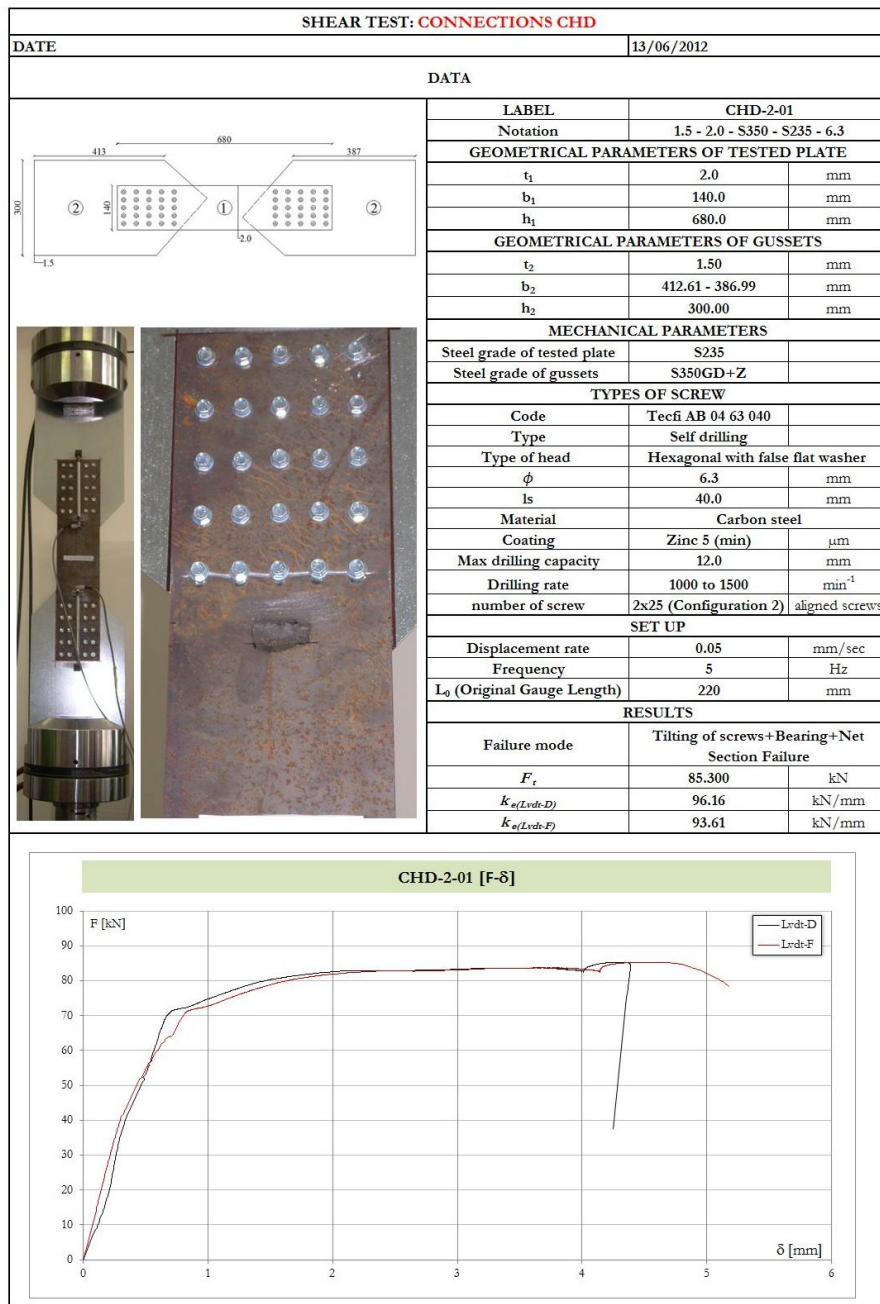 SHEAR TEST: CONNECTIONS CHD
DATE 13/06/2012
DATA
680
413 387
300
140
② ① ②
2.0
1.5
LABEL CHD-2-01
Notation 1.5 - 2.0 - S350 - S235 - 6.3
GEOMETRICAL PARAMETERS OF TESTED PLATE
t1 2.0 mm
b1 140.0 mm
h1 680.0 mm
GEOMETRICAL PARAMETERS OF GUSSETS
t2 1.50 mm
b2 412.61 - 386.99 mm
h2 300.00 mm
MECHANICAL PARAMETERS
Steel grade of tested plate S235
Steel grade of gussets S350GD+Z
TYPES OF SCREW
Code Tecfi AB 04 63 040
Type Self drilling
Type of head Hexagonal with false flat washer
ϕ 6.3 mm
ls 40.0 mm
Material Carbon steel
Coating Zinc 5 (min) μm
Max drilling capacity 12.0 mm
Drilling rate 1000 to 1500 min-1
number of screw 2x25 (Configuration 2) aligned screws
SET UP
Displacement rate 0.05 mm/sec
Frequency 5 Hz
L0 (Original Gauge Length) 220 mm
RESULTS
Failure mode Tilting of screws+Bearing+Net
Section Failure
Ft 85.300 kN
ke(Lvdt-D) 96.16 kN/mm
ke(Lvdt-F) 93.61 kN/mm
CHD-2-01 [F-δ]
F [kN]
Lvdt-D
Lvdt-F
100
90
80
70
60
50
40
30
20
10
0
δ [mm]
0 1 2 3 4 5 6